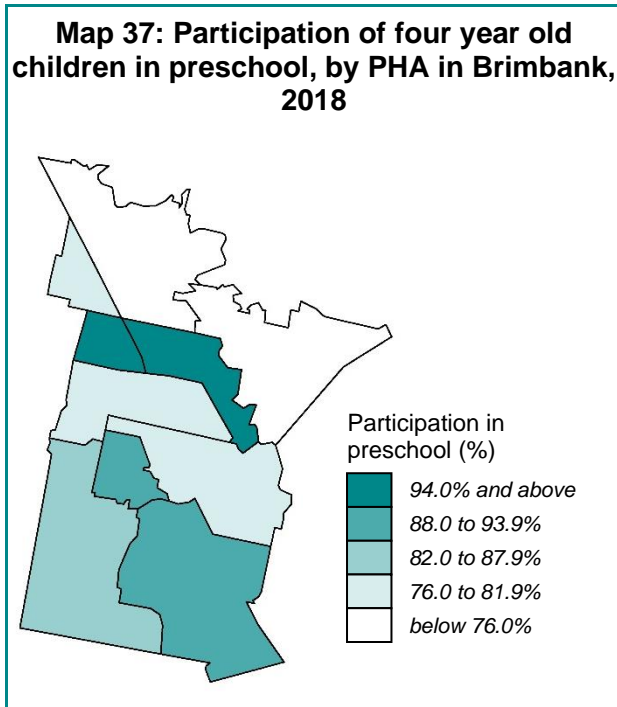 Map 37: Participation of four year old
children in preschool, by PHA in Brimbank,
2018
Participation in
preschool (%)
94.0% and above
88.0 to 93.9%
82.0 to 87.9%
76.0 to 81.9%
below 76.0%